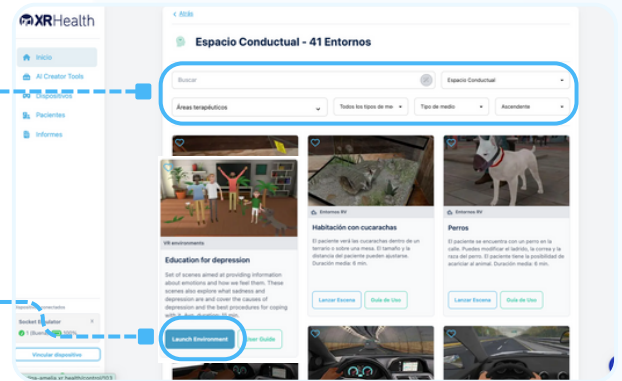 XRHealth
< Atrás
Espacio Conductual - 41 Entornos
Inicio
AI Creator Tools
Dispositivos
Pacientes
Informes
Buscar
Espacio Conductual
Áreas terapéuticos
Todos los tipos de me
Tipo de medio
Ascendente
VR environments
Education for depression
Set of scenes aimed at providing information
about emotions and how we feel them. These
scenes also explore what sadness and
depression are and cover the causes of
depression and the best procedures for coping
with it.
Launch Environment
User Guide
Entornos XV
Habitación con cucarachas
El paciente verá las cucarachas dentro de un
terrario o sobre una mesa. El tamaño y la
distancia del paciente pueden ajustarse.
Duración media: 6 min.
Lanzar Escena
Guía de Uso
Entornos XV
Perros
El paciente se encuentra con un perro en la
calle. Puedes modificar el ladrido, la correa y la
raza del perro. El paciente tiene la posibilidad de
acariciar al animal. Duración media: 6 min.
Lanzar Escena
Guía de Uso
100%
Vincular dispositivo